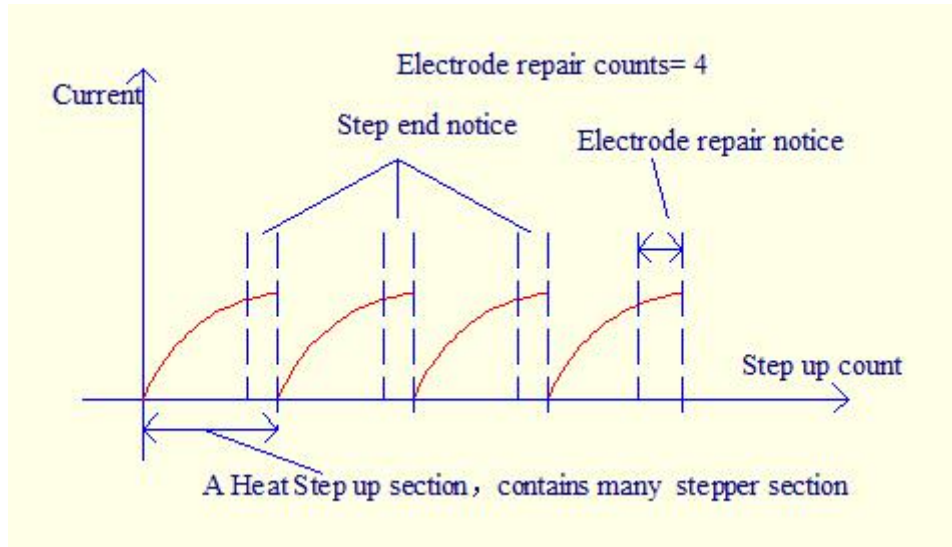 Electrode repair counts= 4
Current
Step end notice
Electrode repair notice
Step up count
A Heat Step up section，contains many stepper section